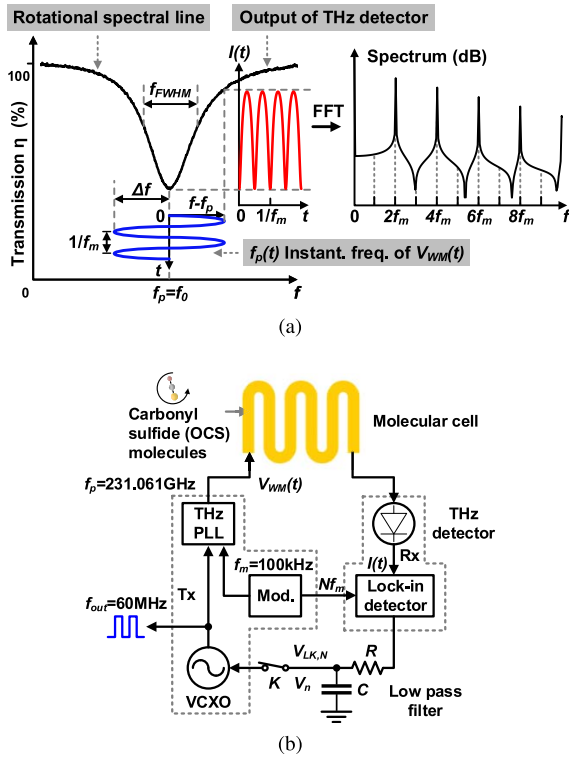 Rotational spectral line
Output of THz detector
I(t)
Spectrum (dB)
100
f_FWHM
FFT
Transmission η (%)
Δf
0
f-f_p
0
1/f_m
t
0
2f_m
4f_m
6f_m
8f_m
f
1/f_m
f_p(t) Instant. freq. of V_WM(t)
t
0
f_p=f_0
f
(a)
Carbonyl
sulfide (OCS)
molecules
Molecular cell
f_p=231.061GHz
V_WM(t)
THz
PLL
THz
detector
Rx
I(t)
f_m=100kHz
Tx
Mod.
Nf_m
Lock-in
detector
f_out=60MHz
V_LK,N
R
K
V_n
C
VCXO
Low pass
filter
(b)